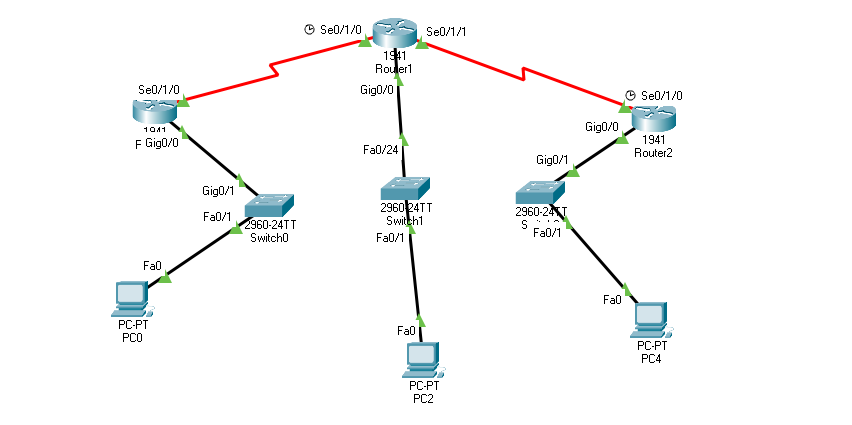 Se0/1/0
Se0/1/1
1941
Router1
Gig0/0
Se0/1/0
Gig0/0
Se0/1/0
Gig0/0
1941
Router2
Fa0/24
Gig0/1
Gig0/1
Fa0/1
2960-24TT
Switch0
2960-24TT
Switch1
Fa0/1
2960-24TT
Fa0/1
Fa0
PC-PT
PC0
Fa0
PC-PT
PC2
Fa0
PC-PT
PC4